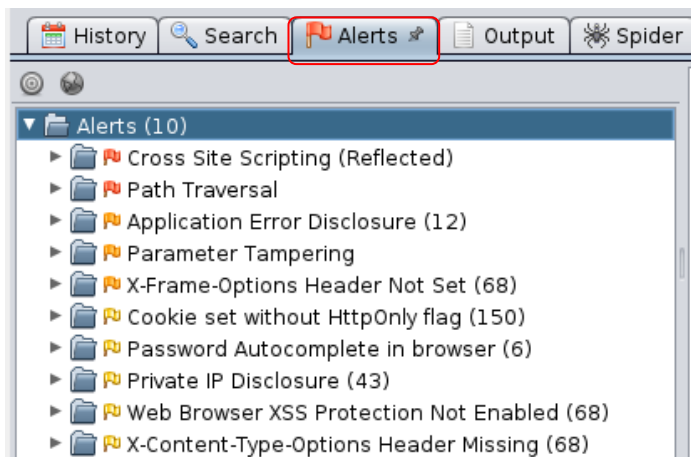 History Search Alerts Output Spider
Alerts (10)
Cross Site Scripting (Reflected)
Path Traversal
Application Error Disclosure (12)
Parameter Tampering
X-Frame-Options Header Not Set (68)
Cookie set without HttpOnly flag (150)
Password Autocomplete in browser (6)
Private IP Disclosure (43)
Web Browser XSS Protection Not Enabled (68)
X-Content-Type-Options Header Missing (68)